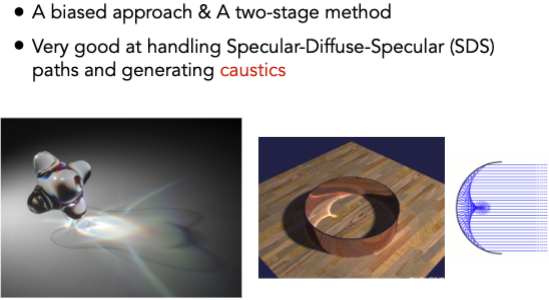 • A biased approach & A two-stage method
• Very good at handling Specular-Diffuse-Specular (SDS)
paths and generating caustics